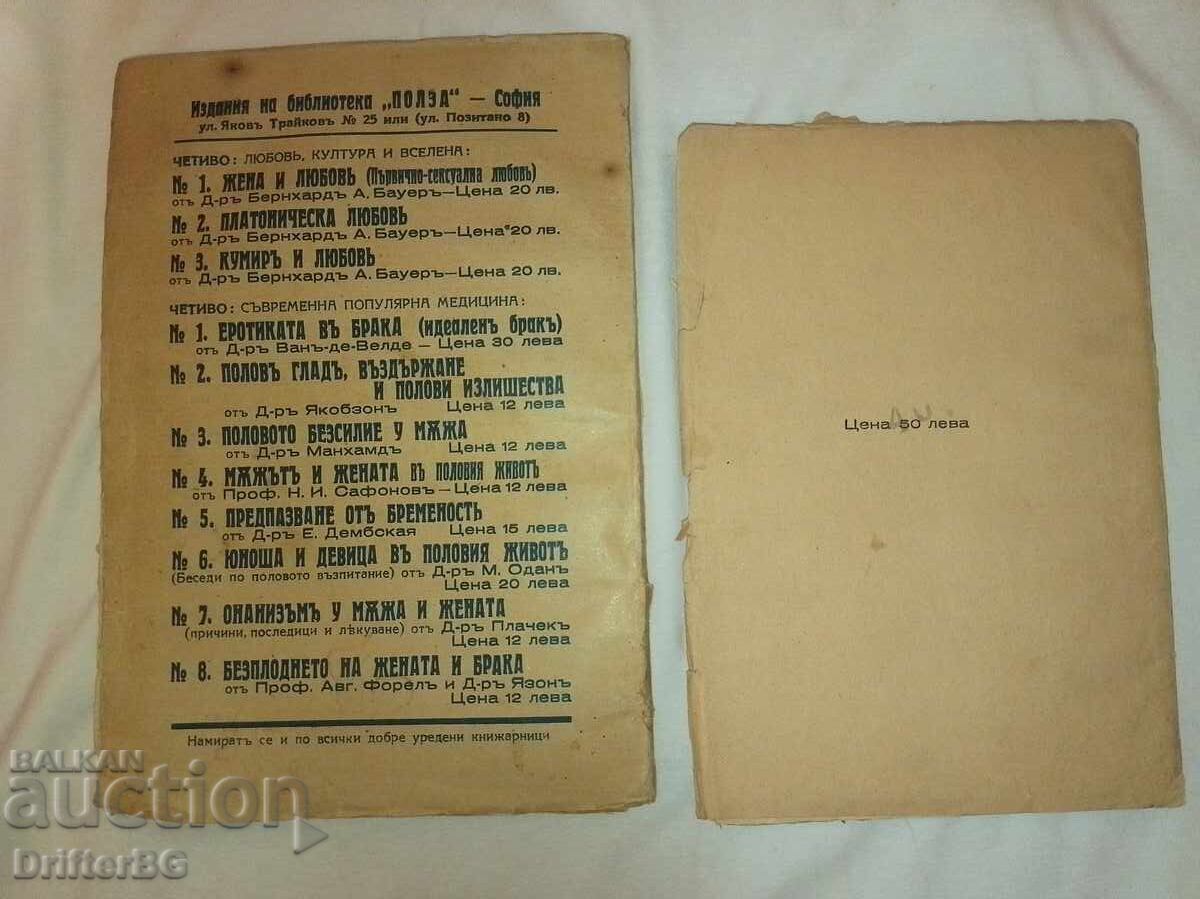 Издания на библиотека „ПОЛЗА“ — София
ул. Яковъ Трайковъ № 25 или (ул. Позитано 8)
ЧЕТИВО: ЛЮБОВЬ, КУЛТУРА И ВСЕЛЕНА:
№ 1. ЖЕНА И ЛЮБОВЬ (Първично-сексуална любовь)
отъ Д-ръ Бернхардъ А. Бауеръ—Цена 20 лв.
№ 2. ПЛАТОНИЧЕСКА ЛЮБОВЬ
отъ Д-ръ Бернхардъ А. Бауеръ—Цена 20 лв.
№ 3. КУМИРЪ И ЛЮБОВЬ
отъ Д-ръ Бернхардъ А. Бауеръ—Цена 20 лв.
ЧЕТИВО: СЪВРЕМЕННА ПОПУЛЯРНА МЕДИЦИНА:
№ 1. ЕРОТИКАТА ВЪ БРАКА (идеаленъ бракъ)
отъ Д-ръ Ванъ-де-Велде — Цена 30 лева
№ 2. ПОЛОВЪ ГЛАДЪ, ВЪЗДЪРЖАНЕ
И ПОЛОВИ ИЗЛИШЕСТВА
отъ Д-ръ Якобзонъ Цена 12 лева
№ 3. ПОЛОВОТО БЕЗСИЛИЕ У МѪЖА
отъ Д-ръ Манхамдъ Цена 12 лева
№ 4. МѪЖЪТЪ И ЖЕНАТА ВЪ ПОЛОВИЯ ЖИВОТЪ
отъ Проф. Н. И. Сафоновъ—Цена 12 лева
№ 5. ПРЕДПАЗВАНЕ ОТЪ БРЕМЕНОСТЬ
отъ Д-ръ Е. Дембская Цена 15 лева
№ 6. ЮНОША И ДЕВИЦА ВЪ ПОЛОВИЯ ЖИВОТЪ
(Беседи по половото възпитание) отъ Д-ръ М. Оданъ
Цена 20 лева
№ 7. ОНАНИЗЪМЪ У МѪЖА И ЖЕНАТА
(причини, последици и лѣкуване) отъ Д-ръ Плачекъ
Цена 12 лева
№ 8. БЕЗПЛОДНЕТО НА ЖЕНАТА И БРАКА
отъ Проф. Авг. Форелъ и Д-ръ Язонъ
Цена 12 лева
Намиратъ се и по всички добре уредени книжарници
Цена 50 лева
BALKAN
auction
DrifterBG